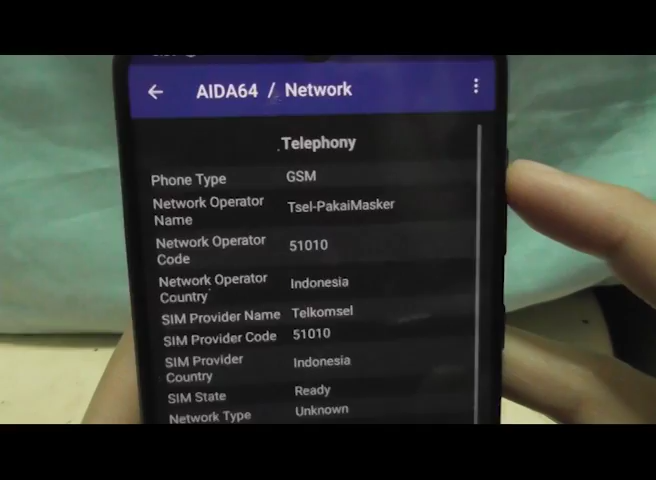 AIDA64 / Network
Telephony
Phone Type GSM
Network Operator Name Tsel-PakaiMasker
Network Operator Code 51010
Network Operator Country Indonesia
SIM Provider Name Telkomsel
SIM Provider Code 51010
SIM Provider Country Indonesia
SIM State Ready
Network Type Unknown